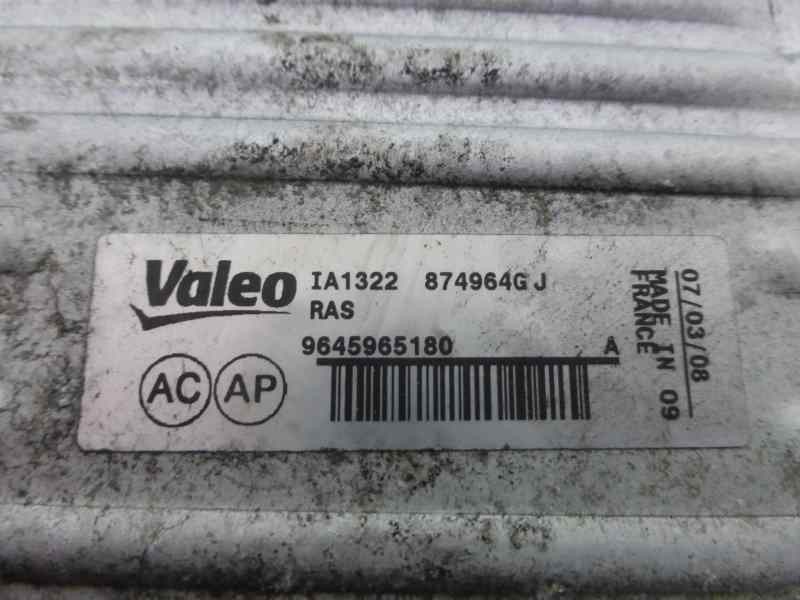 Valeo
IA1322 874964G J
RAS
9645965180 A
AC AP
07/03/08
MADE IN 09
FRANCE